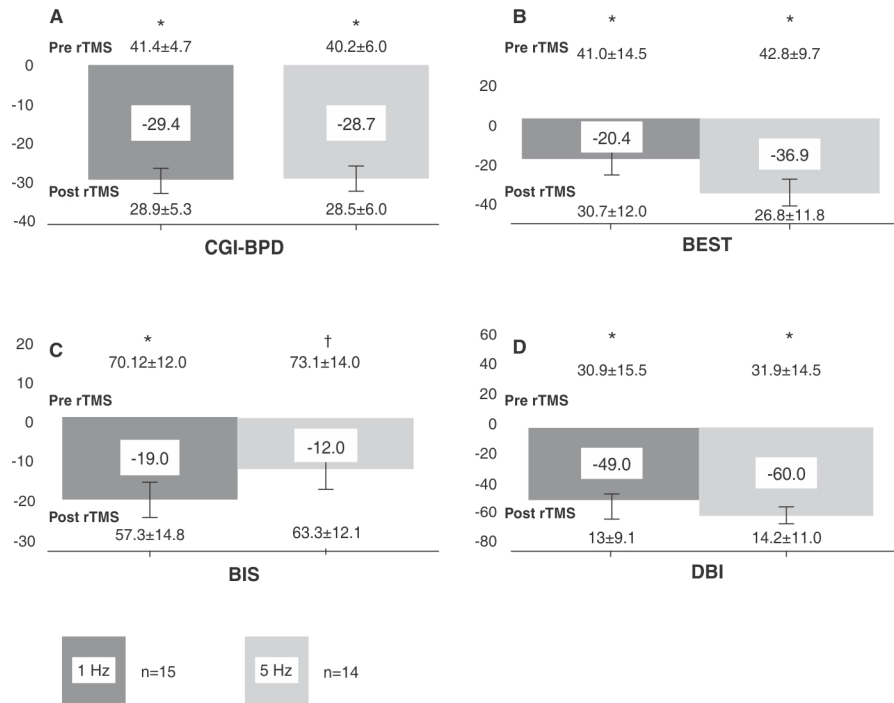 A
*
*
Pre rTMS
41.4±4.7
40.2±6.0
0
-10
-20
-30
-40
-29.4
-28.7
Post rTMS
28.9±5.3
28.5±6.0
CGI-BPD
B
*
*
Pre rTMS
41.0±14.5
42.8±9.7
20
0
-20
-40
-20.4
-36.9
Post rTMS
30.7±12.0
26.8±11.8
BEST
C
*
†
70.12±12.0
73.1±14.0
Pre rTMS
20
10
0
-10
-20
-30
-19.0
-12.0
Post rTMS
57.3±14.8
63.3±12.1
BIS
D
*
*
30.9±15.5
31.9±14.5
Pre rTMS
60
40
20
0
-20
-40
-60
-80
-49.0
-60.0
Post rTMS
13±9.1
14.2±11.0
DBI
1 Hz
n=15
5 Hz
n=14